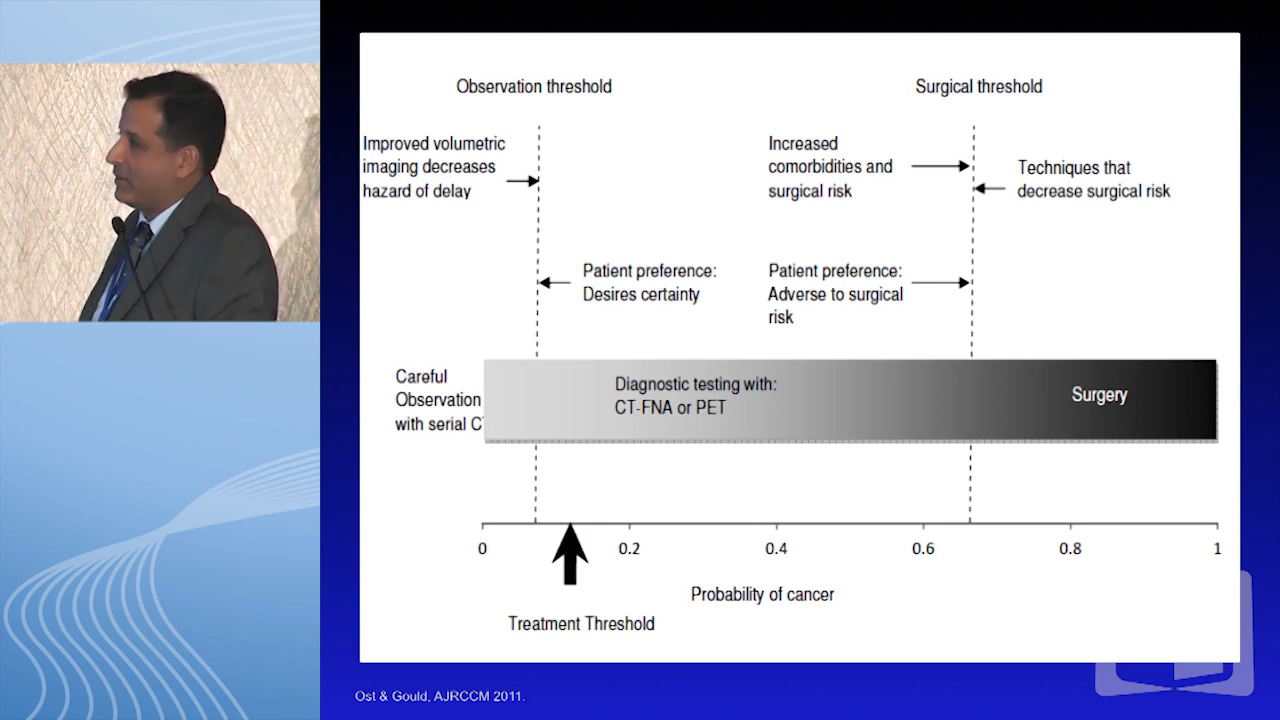 Observation threshold
Surgical threshold
Improved volumetric
imaging decreases
hazard of delay
Increased
comorbidities and
surgical risk
Techniques that
decrease surgical risk
Patient preference:
Desires certainty
Patient preference:
Adverse to surgical
risk
Careful
Observation
with serial C
Diagnostic testing with:
CT-FNA or PET
Surgery
0 0.2 0.4 0.6 0.8 1
Probability of cancer
Treatment Threshold
Ost & Gould, AJRCCM 2011.